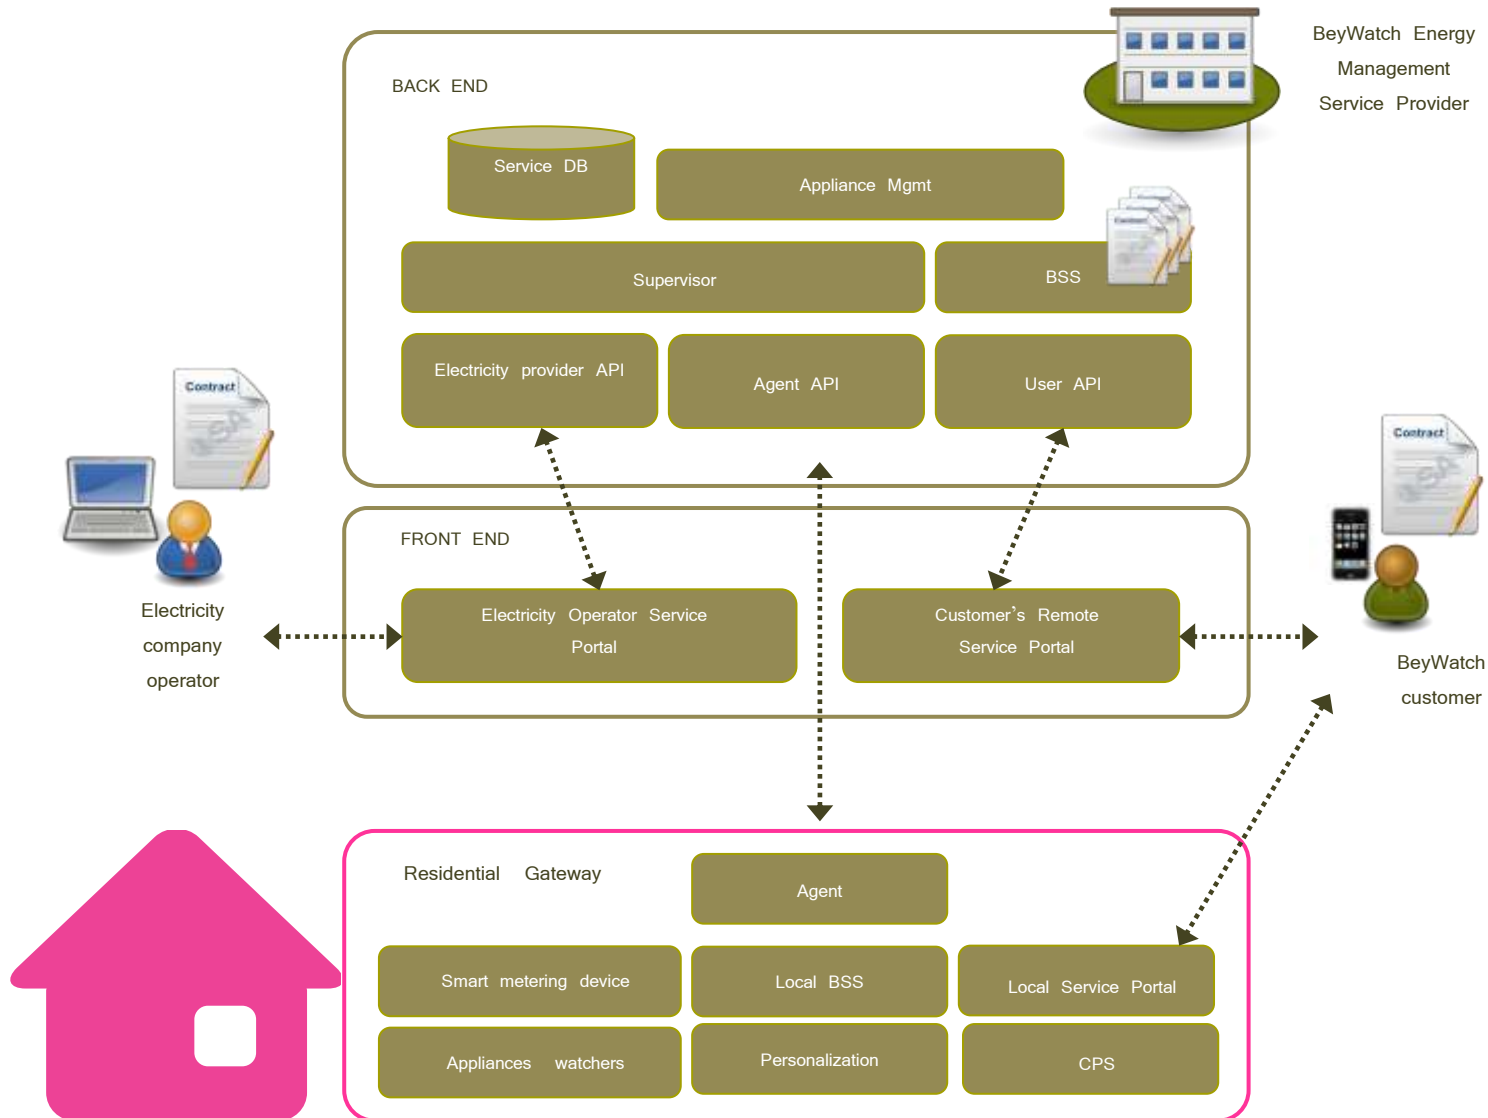 BeyWatch Energy
Management
Service Provider
BACK END
Service DB
Appliance Mgmt
Contract
Supervisor
BSS
Electricity provider API
Agent API
User API
Contract
Contract
FRONT END
Electricity Operator Service
Portal
Customer’s Remote
Service Portal
Electricity
company
operator
BeyWatch
customer
Residential Gateway
Agent
Smart metering device
Local BSS
Local Service Portal
Appliances watchers
Personalization
CPS